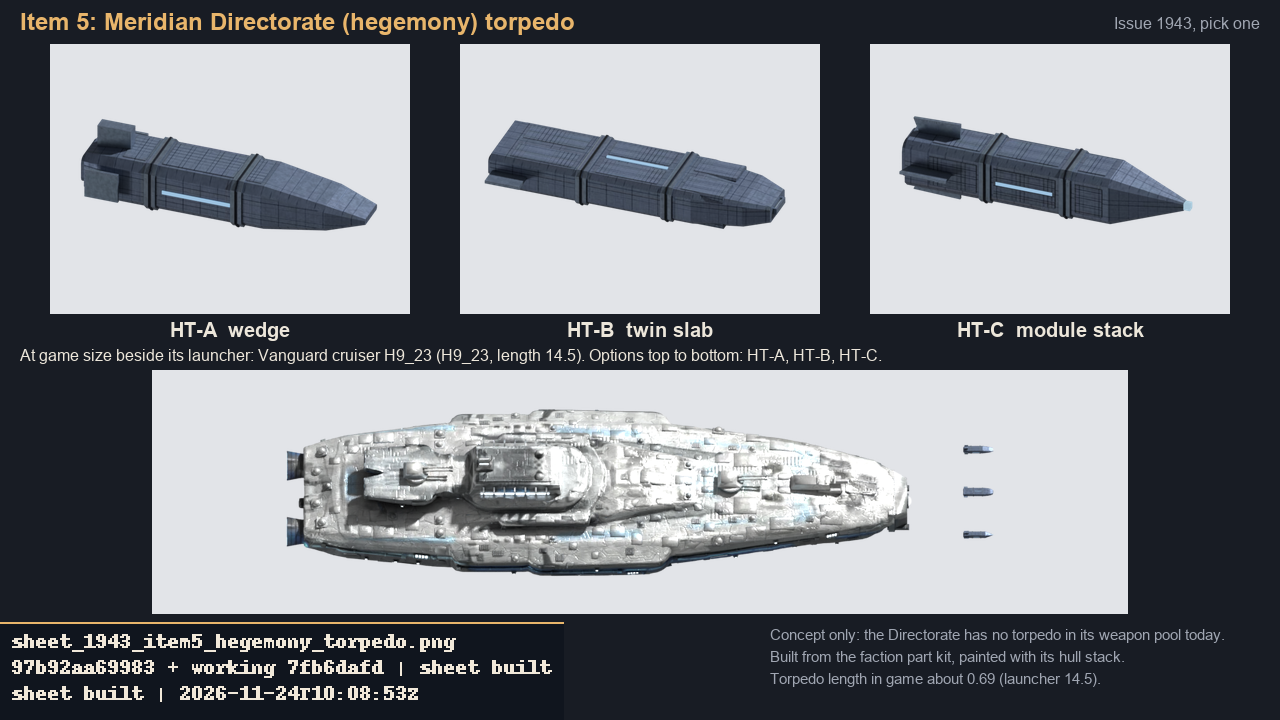 Item 5: Meridian Directorate (hegemony) torpedo
Issue 1943, pick one
HT-A wedge
HT-B twin slab
HT-C module stack
At game size beside its launcher: Vanguard cruiser H9_23 (H9_23, length 14.5). Options top to bottom: HT-A, HT-B, HT-C.
sheet_1943_item5_hegemony_torpedo.png
97b92aa69983 + working 7fb6dafd | sheet built
sheet built | 2026-11-24T10:08:53Z
Concept only: the Directorate has no torpedo in its weapon pool today.
Built from the faction part kit, painted with its hull stack.
Torpedo length in game about 0.69 (launcher 14.5).